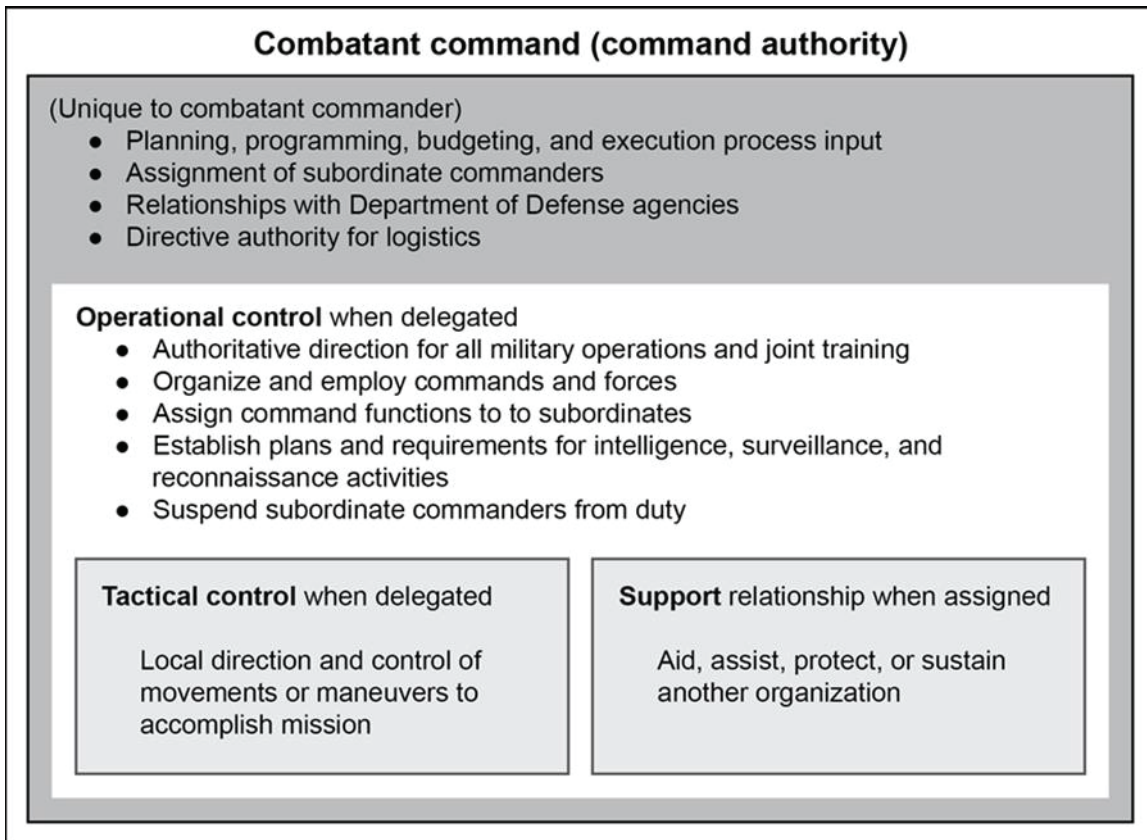 Combatant command (command authority)
(Unique to combatant commander)
● Planning, programming, budgeting, and execution process input
● Assignment of subordinate commanders
● Relationships with Department of Defense agencies
● Directive authority for logistics
Operational control when delegated
● Authoritative direction for all military operations and joint training
● Organize and employ commands and forces
● Assign command functions to to subordinates
● Establish plans and requirements for intelligence, surveillance, and
reconnaissance activities
● Suspend subordinate commanders from duty
Tactical control when delegated
Local direction and control of
movements or maneuvers to
accomplish mission
Support relationship when assigned
Aid, assist, protect, or sustain
another organization